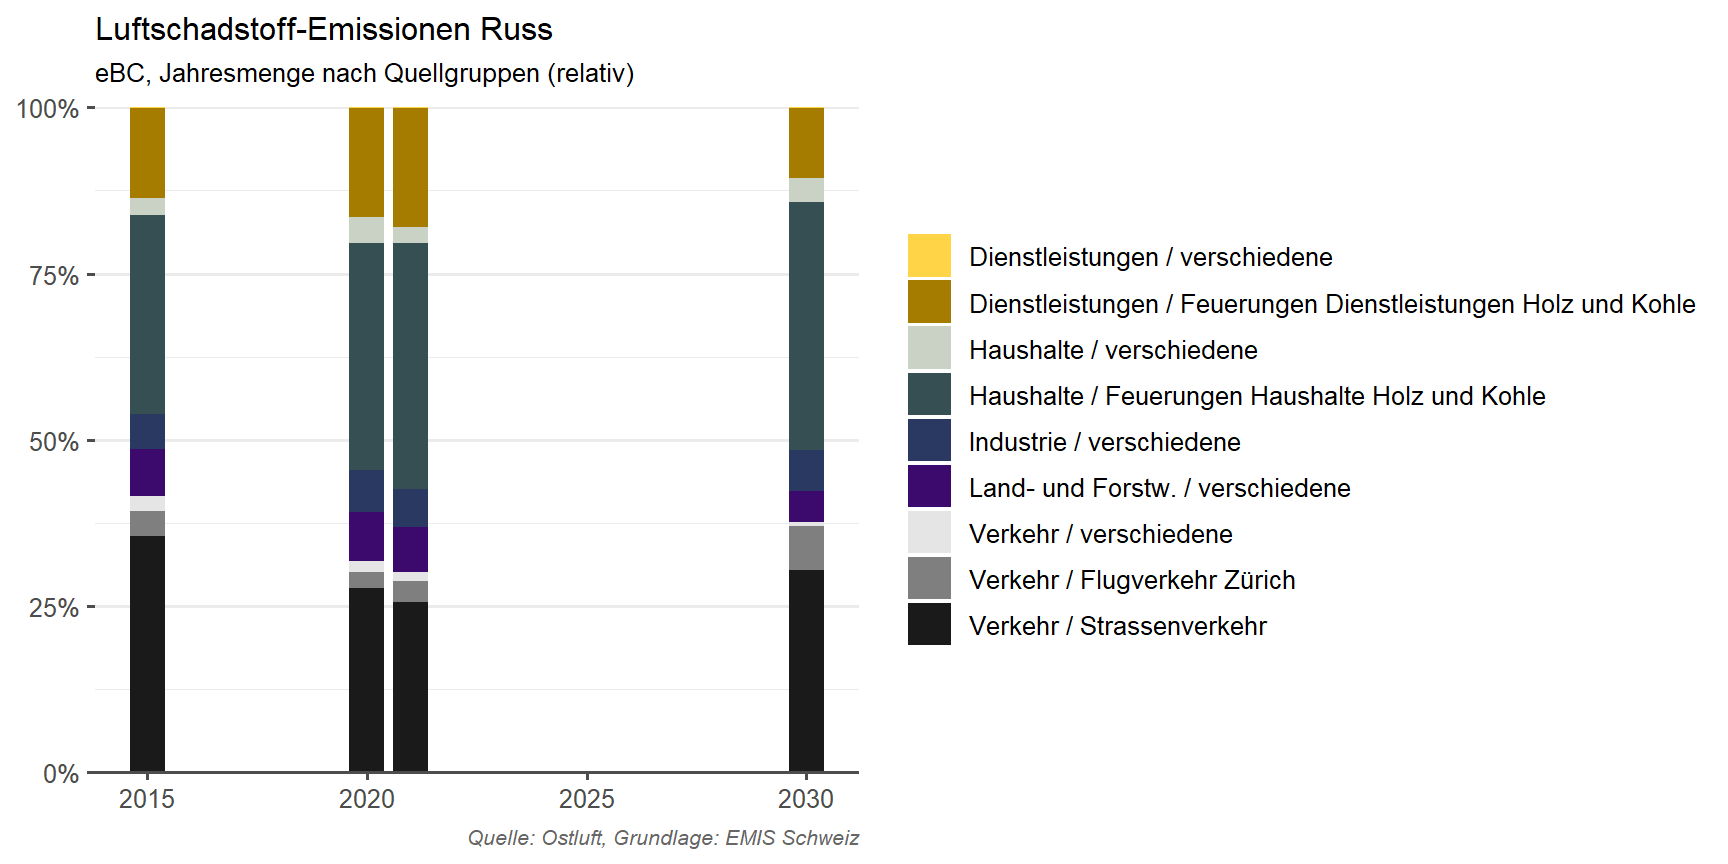 Luftschadstoff-Emissionen Russ
eBC, Jahresmenge nach Quellgruppen (relativ)
100%
75%
50%
25%
0%
2015
2020
2025
2030
Dienstleistungen / verschiedene
Dienstleistungen / Feuerungen Dienstleistungen Holz und Kohle
Haushalte / verschiedene
Haushalte / Feuerungen Haushalte Holz und Kohle
Industrie / verschiedene
Land- und Forstw. / verschiedene
Verkehr / verschiedene
Verkehr / Flugverkehr Zürich
Verkehr / Strassenverkehr
Quelle: Ostluft, Grundlage: EMIS Schweiz